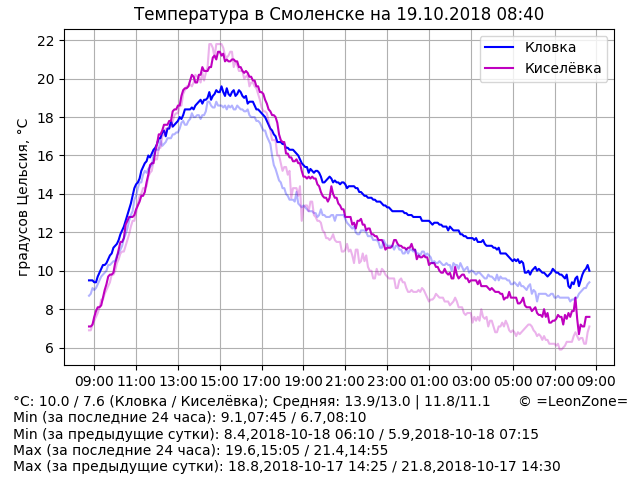 Температура в Смоленске на 19.10.2018 08:40
Кловка
Киселёвка
градусов Цельсия, °C
22
20
18
16
14
12
10
8
6
09:00 11:00 13:00 15:00 17:00 19:00 21:00 23:00 01:00 03:00 05:00 07:00 09:00
°C: 10.0 / 7.6 (Кловка / Киселёвка); Средняя: 13.9/13.0 | 11.8/11.1 © =LeonZone=
Min (за последние 24 часа): 9.1,07:45 / 6.7,08:10
Min (за предыдущие сутки): 8.4,2018-10-18 06:10 / 5.9,2018-10-18 07:15
Max (за последние 24 часа): 19.6,15:05 / 21.4,14:55
Max (за предыдущие сутки): 18.8,2018-10-17 14:25 / 21.8,2018-10-17 14:30